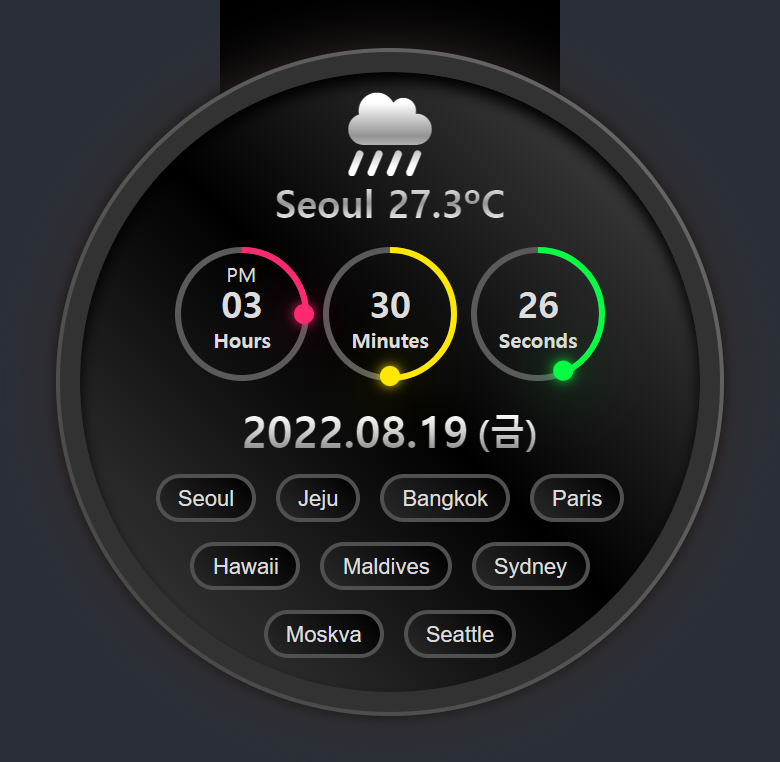 Seoul 27.3ºC
PM
03 30 26
Hours Minutes Seconds
2022.08.19 (금)
Seoul Jeju Bangkok Paris
Hawaii Maldives Sydney
Moskva Seattle